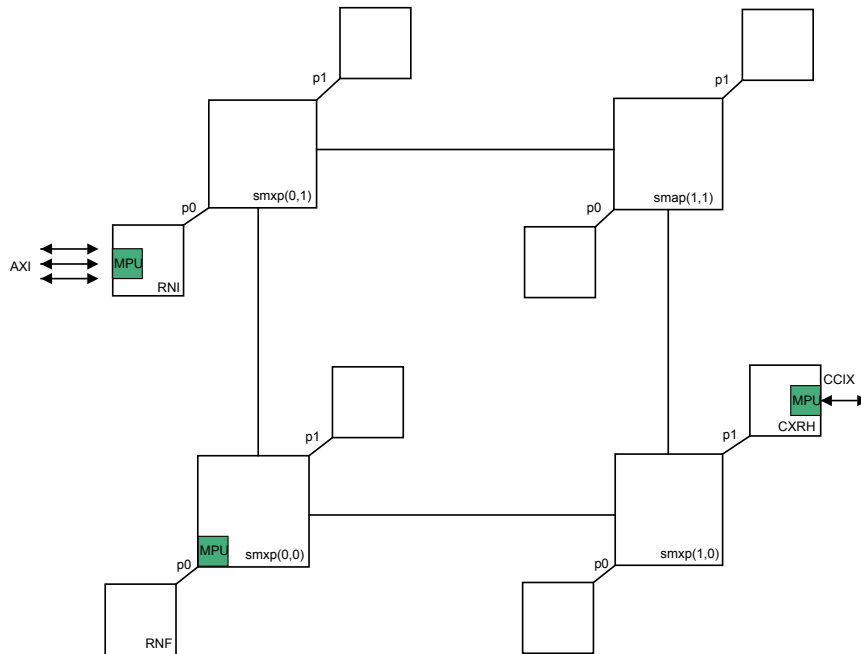 p1
p1
smxp(0,1)
smap(1,1)
p0
p0
AXI
MPU
RNI
CCIX
MPU
CXRH
p1
p1
MPU
smxp(0,0)
smxp(1,0)
p0
p0
RNF